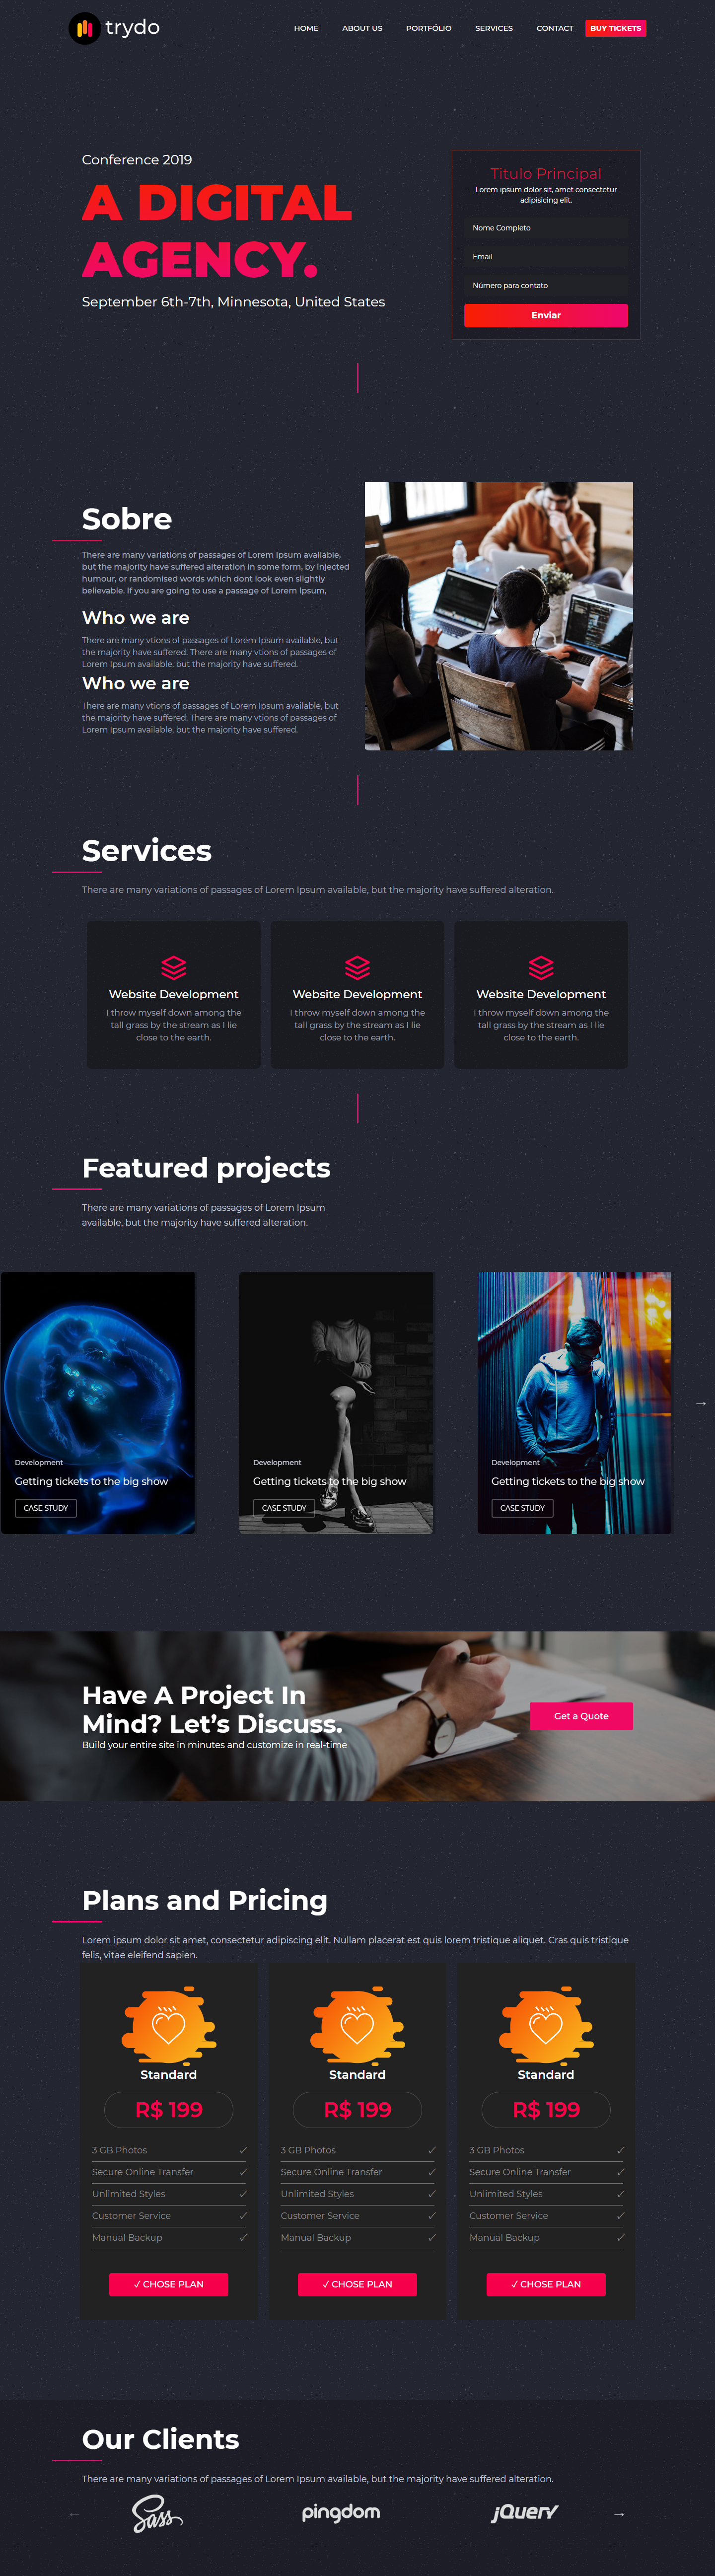 trydo
HOME ABOUT US PORTFÓLIO SERVICES CONTACT BUY TICKETS
Conference 2019
A DIGITAL
AGENCY.
September 6th-7th, Minnesota, United States
Titulo Principal
Lorem ipsum dolor sit, amet consectetur
adipisicing elit.
Nome Completo
Email
Número para contato
Enviar
Sobre
There are many variations of passages of Lorem Ipsum available,
but the majority have suffered alteration in some form, by injected
humour, or randomised words which dont look even slightly
believable. If you are going to use a passage of Lorem Ipsum,
Who we are
There are many vtions of passages of Lorem Ipsum available, but
the majority have suffered. There are many vtions of passages of
Lorem Ipsum available, but the majority have suffered.
Who we are
There are many vtions of passages of Lorem Ipsum available, but
the majority have suffered. There are many vtions of passages of
Lorem Ipsum available, but the majority have suffered.
Services
There are many variations of passages of Lorem Ipsum available, but the majority have suffered alteration.
Website Development
I throw myself down among the
tall grass by the stream as I lie
close to the earth.
Website Development
I throw myself down among the
tall grass by the stream as I lie
close to the earth.
Website Development
I throw myself down among the
tall grass by the stream as I lie
close to the earth.
Featured projects
There are many variations of passages of Lorem Ipsum
available, but the majority have suffered alteration.
Development
Getting tickets to the big show
CASE STUDY
Development
Getting tickets to the big show
CASE STUDY
Development
Getting tickets to the big show
CASE STUDY
→
Have A Project In
Mind? Let’s Discuss.
Build your entire site in minutes and customize in real-time
Get a Quote
Plans and Pricing
Lorem ipsum dolor sit amet, consectetur adipiscing elit. Nullam placerat est quis lorem tristique aliquet. Cras quis tristique
felis, vitae eleifend sapien.
Standard
R$ 199
3 GB Photos ✓
Secure Online Transfer ✓
Unlimited Styles ✓
Customer Service ✓
Manual Backup ✓
✓ CHOSE PLAN
Standard
R$ 199
3 GB Photos ✓
Secure Online Transfer ✓
Unlimited Styles ✓
Customer Service ✓
Manual Backup ✓
✓ CHOSE PLAN
Standard
R$ 199
3 GB Photos ✓
Secure Online Transfer ✓
Unlimited Styles ✓
Customer Service ✓
Manual Backup ✓
✓ CHOSE PLAN
Our Clients
There are many variations of passages of Lorem Ipsum available, but the majority have suffered alteration.
← Sass pingdom jQuery →